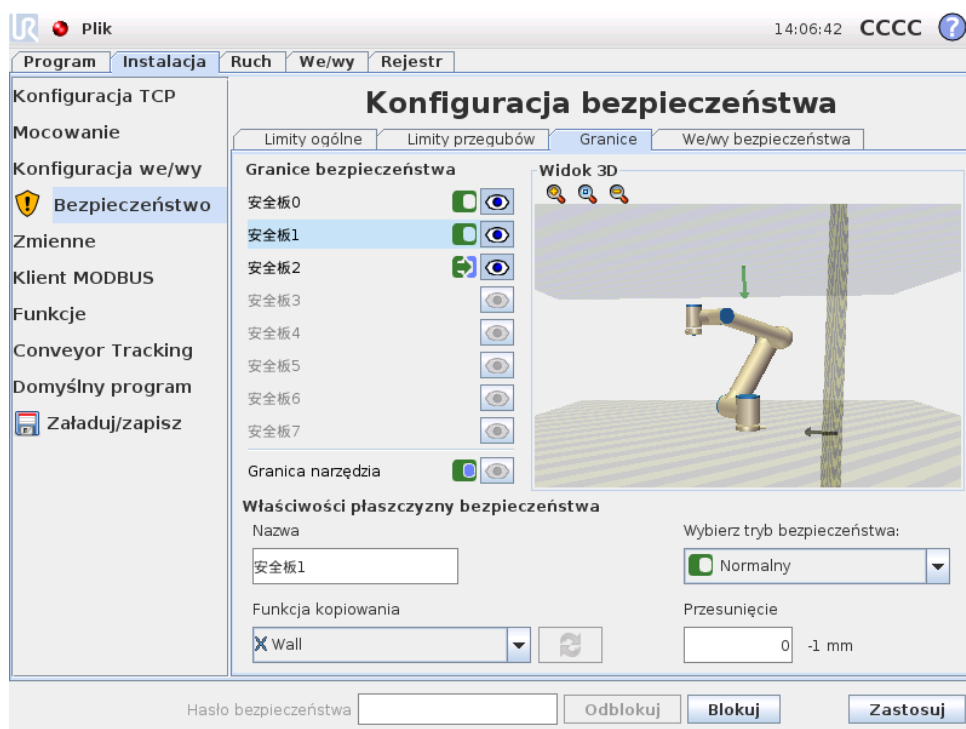 UR Plik 14:06:42 CCCC ?
Program Instalacja Ruch We/wy Rejestr
Konfiguracja TCP
Mocowanie
Konfiguracja we/wy
Bezpieczeństwo
Zmienne
Klient MODBUS
Funkcje
Conveyor Tracking
Domyślny program
Załaduj/zapisz
Konfiguracja bezpieczeństwa
Limity ogólne Limity przegubów Granice We/wy bezpieczeństwa
Granice bezpieczeństwa
安全板0
安全板1
安全板2
安全板3
安全板4
安全板5
安全板6
安全板7
Granica narzędzia
Widok 3D
Właściwości płaszczyzny bezpieczeństwa
Nazwa
安全板1
Wybierz tryb bezpieczeństwa:
Normalny
Funkcja kopiowania
Wall
Przesunięcie
0 -1 mm
Hasło bezpieczeństwa Odblokuj Blokuj Zastosuj